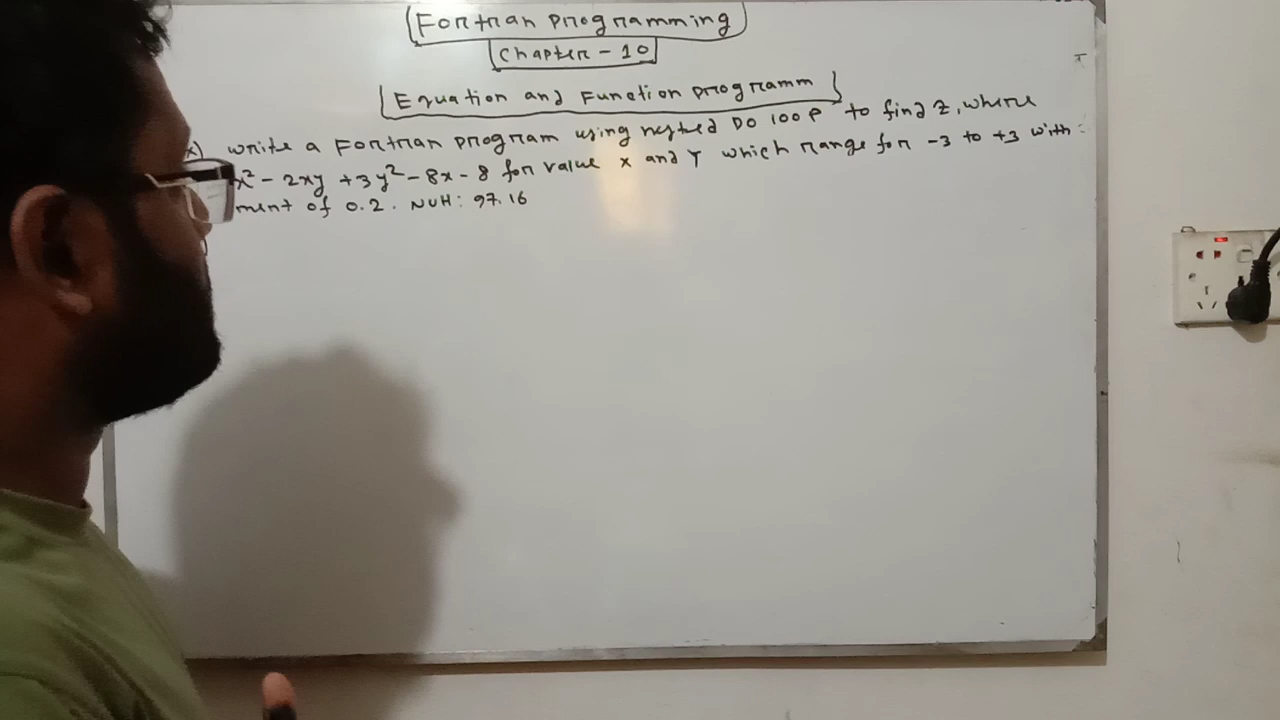 Fortran programming
Chapter - 10
Equation and Function programm
x) write a Fortran program using nested DO loop to find z, where
x² - 2xy + 3y² - 8x - 8 for value x and Y which range for -3 to +3 with
ment of 0.2. NUH: 97.16